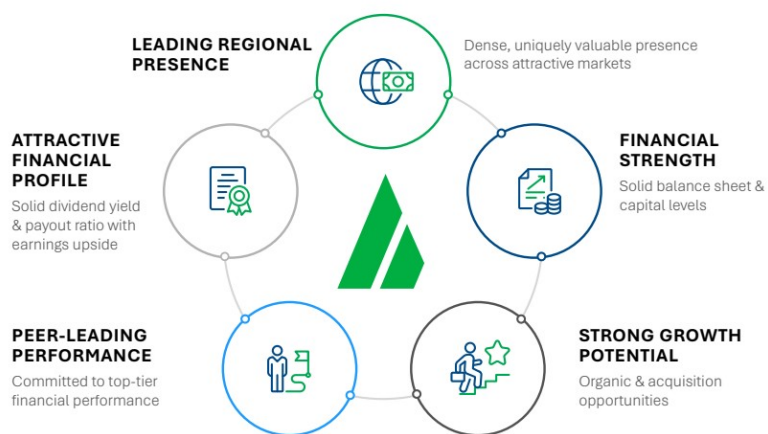 LEADING REGIONAL
PRESENCE
Dense, uniquely valuable presence
across attractive markets
ATTRACTIVE
FINANCIAL
PROFILE
Solid dividend yield
& payout ratio with
earnings upside
FINANCIAL
STRENGTH
Solid balance sheet &
capital levels
PEER-LEADING
PERFORMANCE
Committed to top-tier
financial performance
STRONG GROWTH
POTENTIAL
Organic & acquisition
opportunities